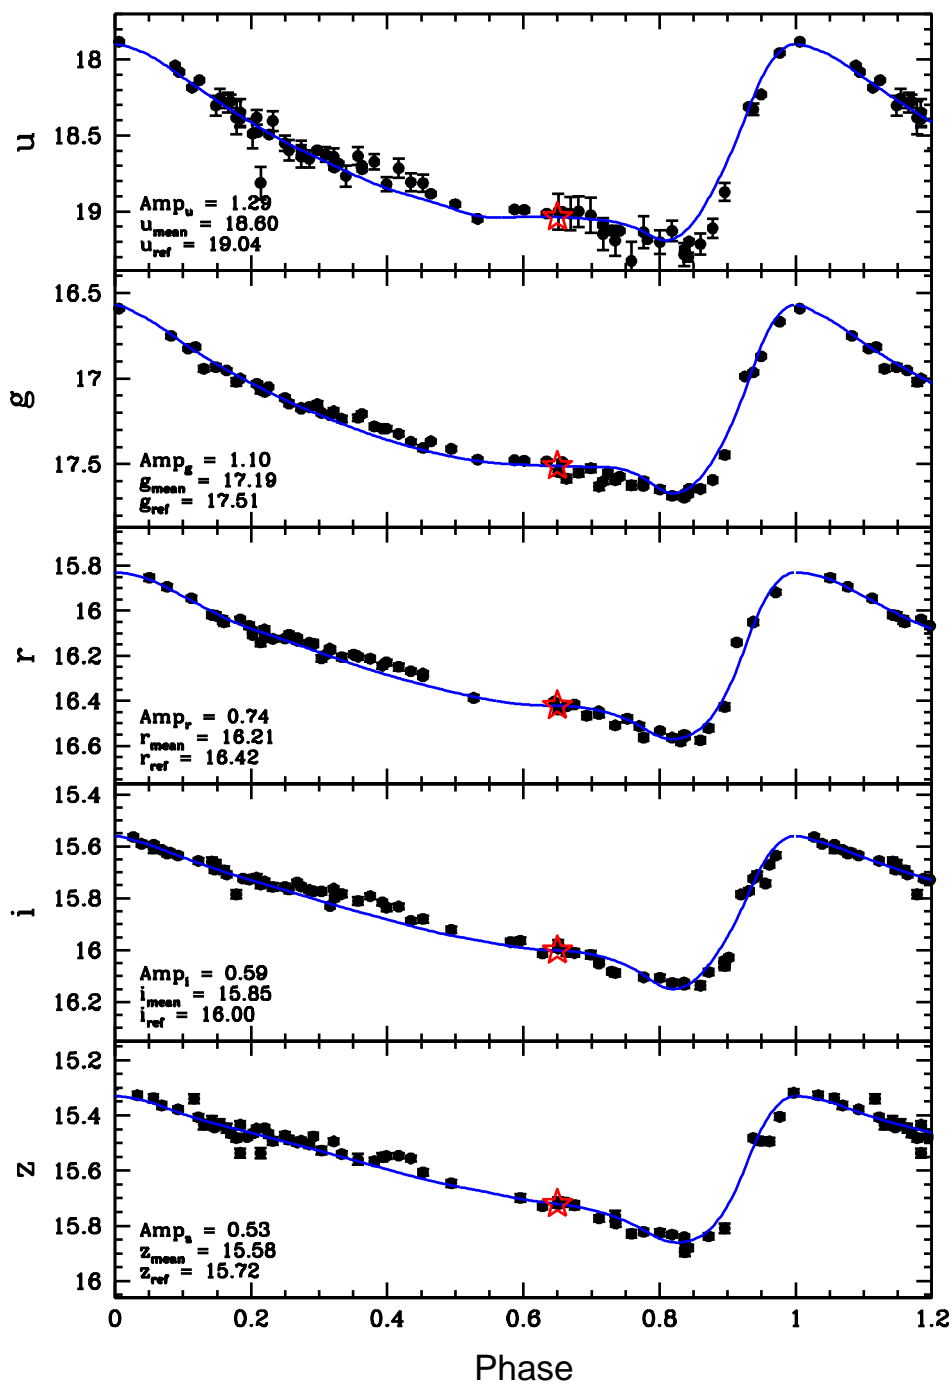 18
18.5
19
u
Amp_u = 1.29
u_mean = 18.60
u_ref = 19.04
16.5
17
17.5
g
Amp_g = 1.10
g_mean = 17.19
g_ref = 17.51
15.8
16
16.2
16.4
16.6
r
Amp_r = 0.74
r_mean = 16.21
r_ref = 16.42
15.4
15.6
15.8
16
16.2
i
Amp_i = 0.59
i_mean = 15.85
i_ref = 16.00
15.2
15.4
15.6
15.8
16
z
Amp_z = 0.53
z_mean = 15.58
z_ref = 15.72
0 0.2 0.4 0.6 0.8 1 1.2
Phase